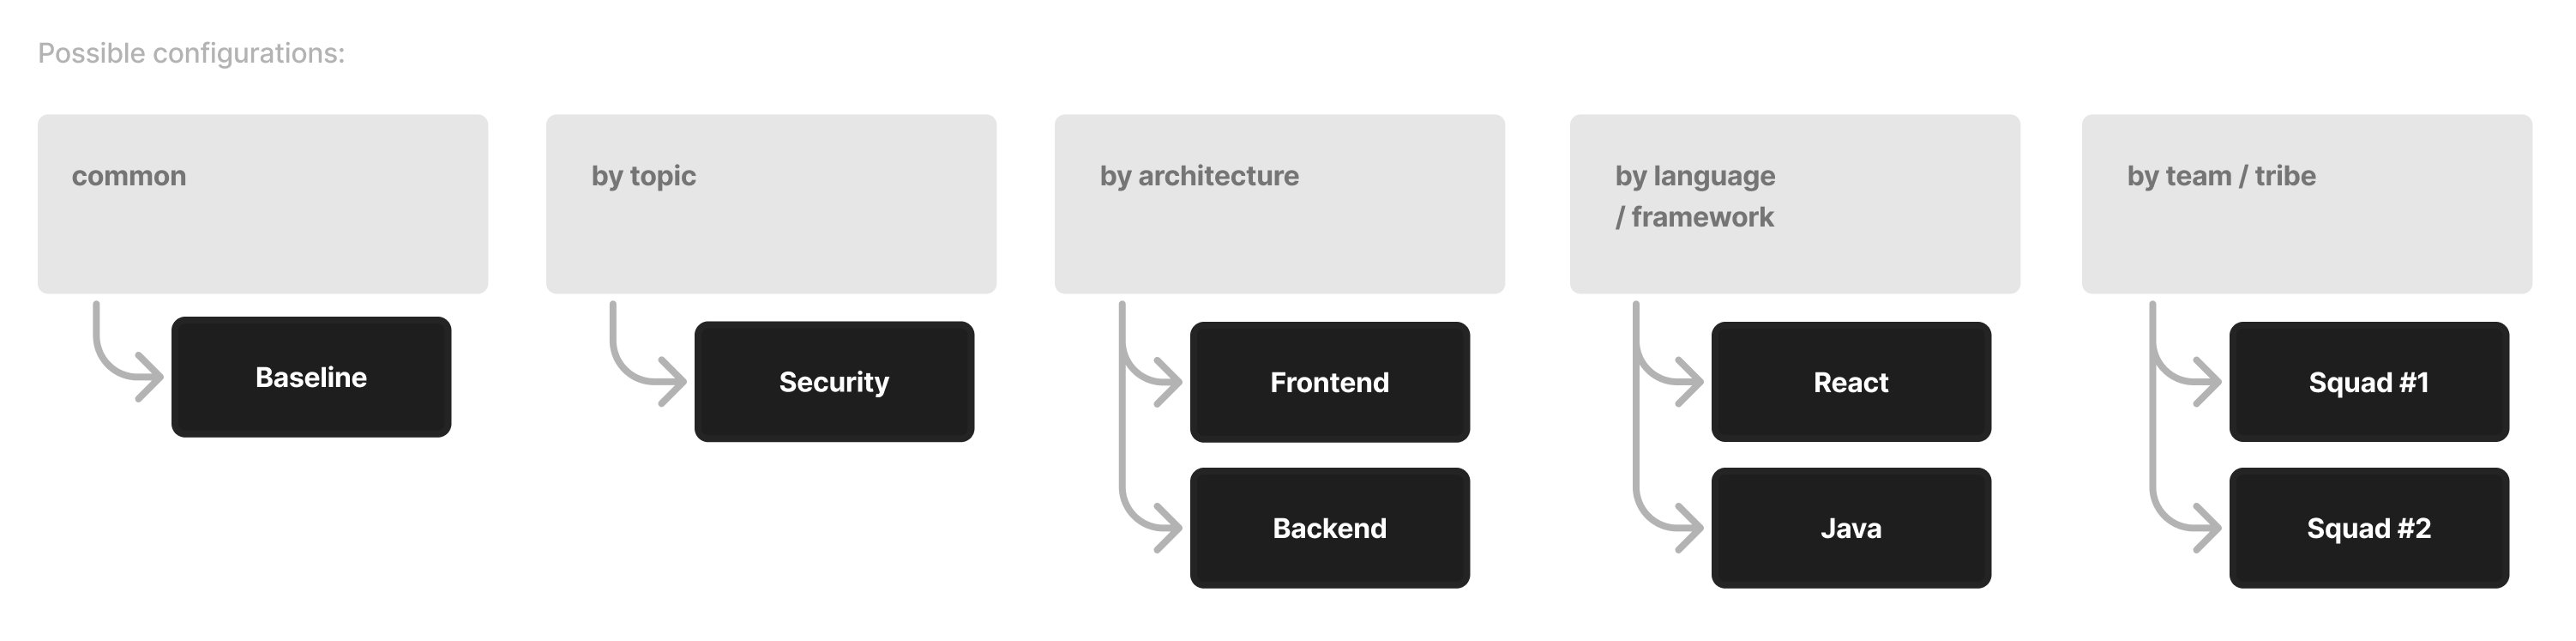 Possible configurations:
common
Baseline
by topic
Security
by architecture
Frontend
Backend
by language
/ framework
React
Java
by team / tribe
Squad #1
Squad #2